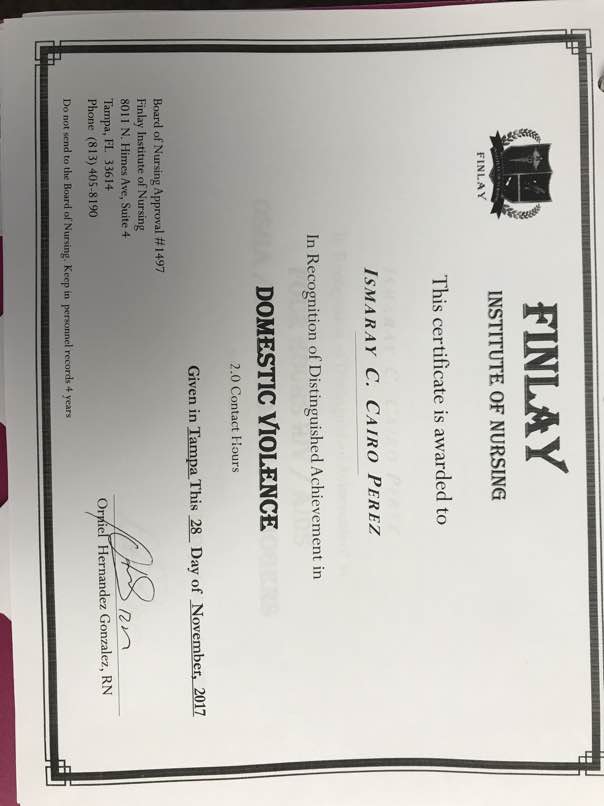 FINLAY
FINLAY
INSTITUTE OF NURSING
This certificate is awarded to
ISMARAY C. CAIRO PEREZ
In Recognition of Distinguished Achievement in
DOMESTIC VIOLENCE
2.0 Contact Hours
Given in Tampa This 28 Day of November, 2017
Board of Nursing Approval #1497
Finlay Institute of Nursing
8011 N. Himes Ave, Suite 4
Tampa, FL 33614
Phone (813) 405-8190
Orniel Hernandez Gonzalez, RN
Do not send to the Board of Nursing. Keep in personnel records 4 years